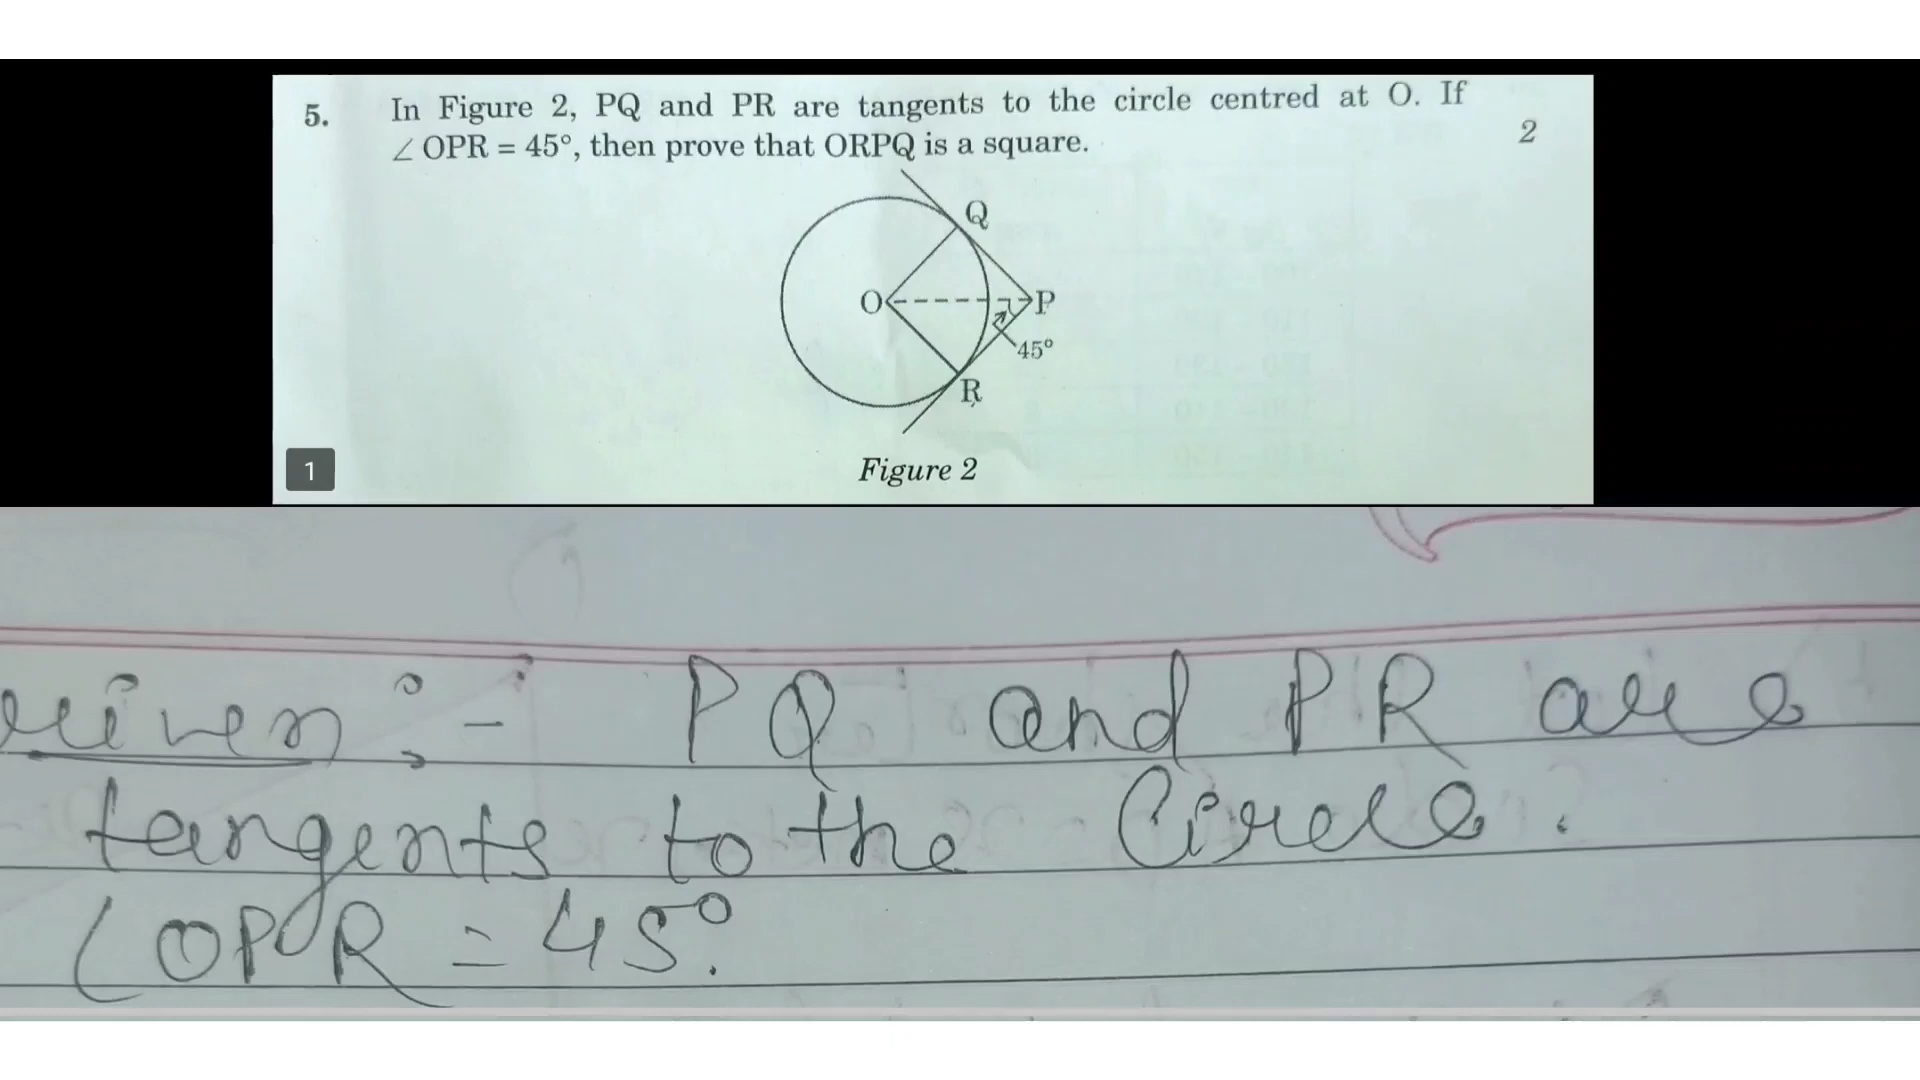 5. In Figure 2, PQ and PR are tangents to the circle centred at O. If
∠ OPR = 45°, then prove that ORPQ is a square.
2
Q
O
P
45°
R
Figure 2
1
Given :- PQ and PR are
tangents to the Circle.
∠OPR = 45°.